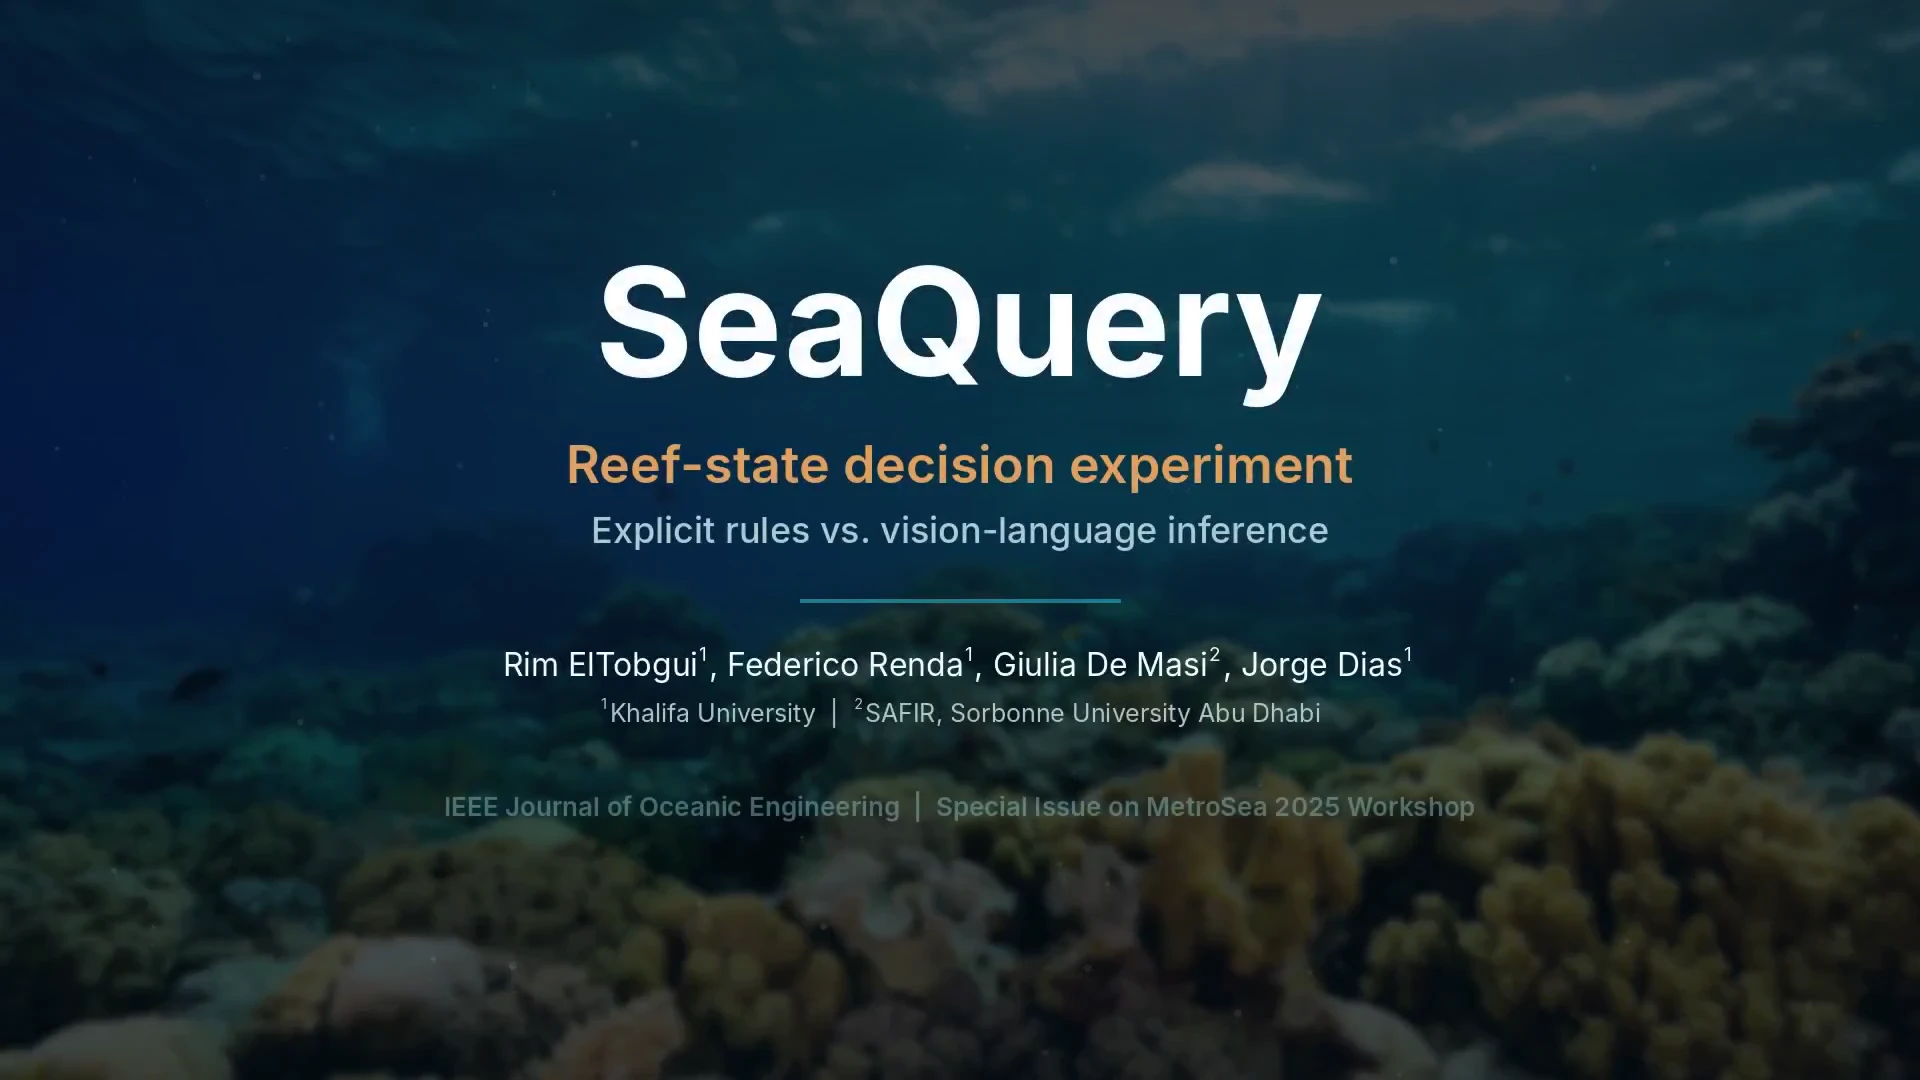 SeaQuery
Reef-state decision experiment
Explicit rules vs. vision-language inference
Rim ElTobgui¹, Federico Renda¹, Giulia De Masi², Jorge Dias¹
¹Khalifa University | ²SAFIR, Sorbonne University Abu Dhabi
IEEE Journal of Oceanic Engineering | Special Issue on MetroSea 2025 Workshop